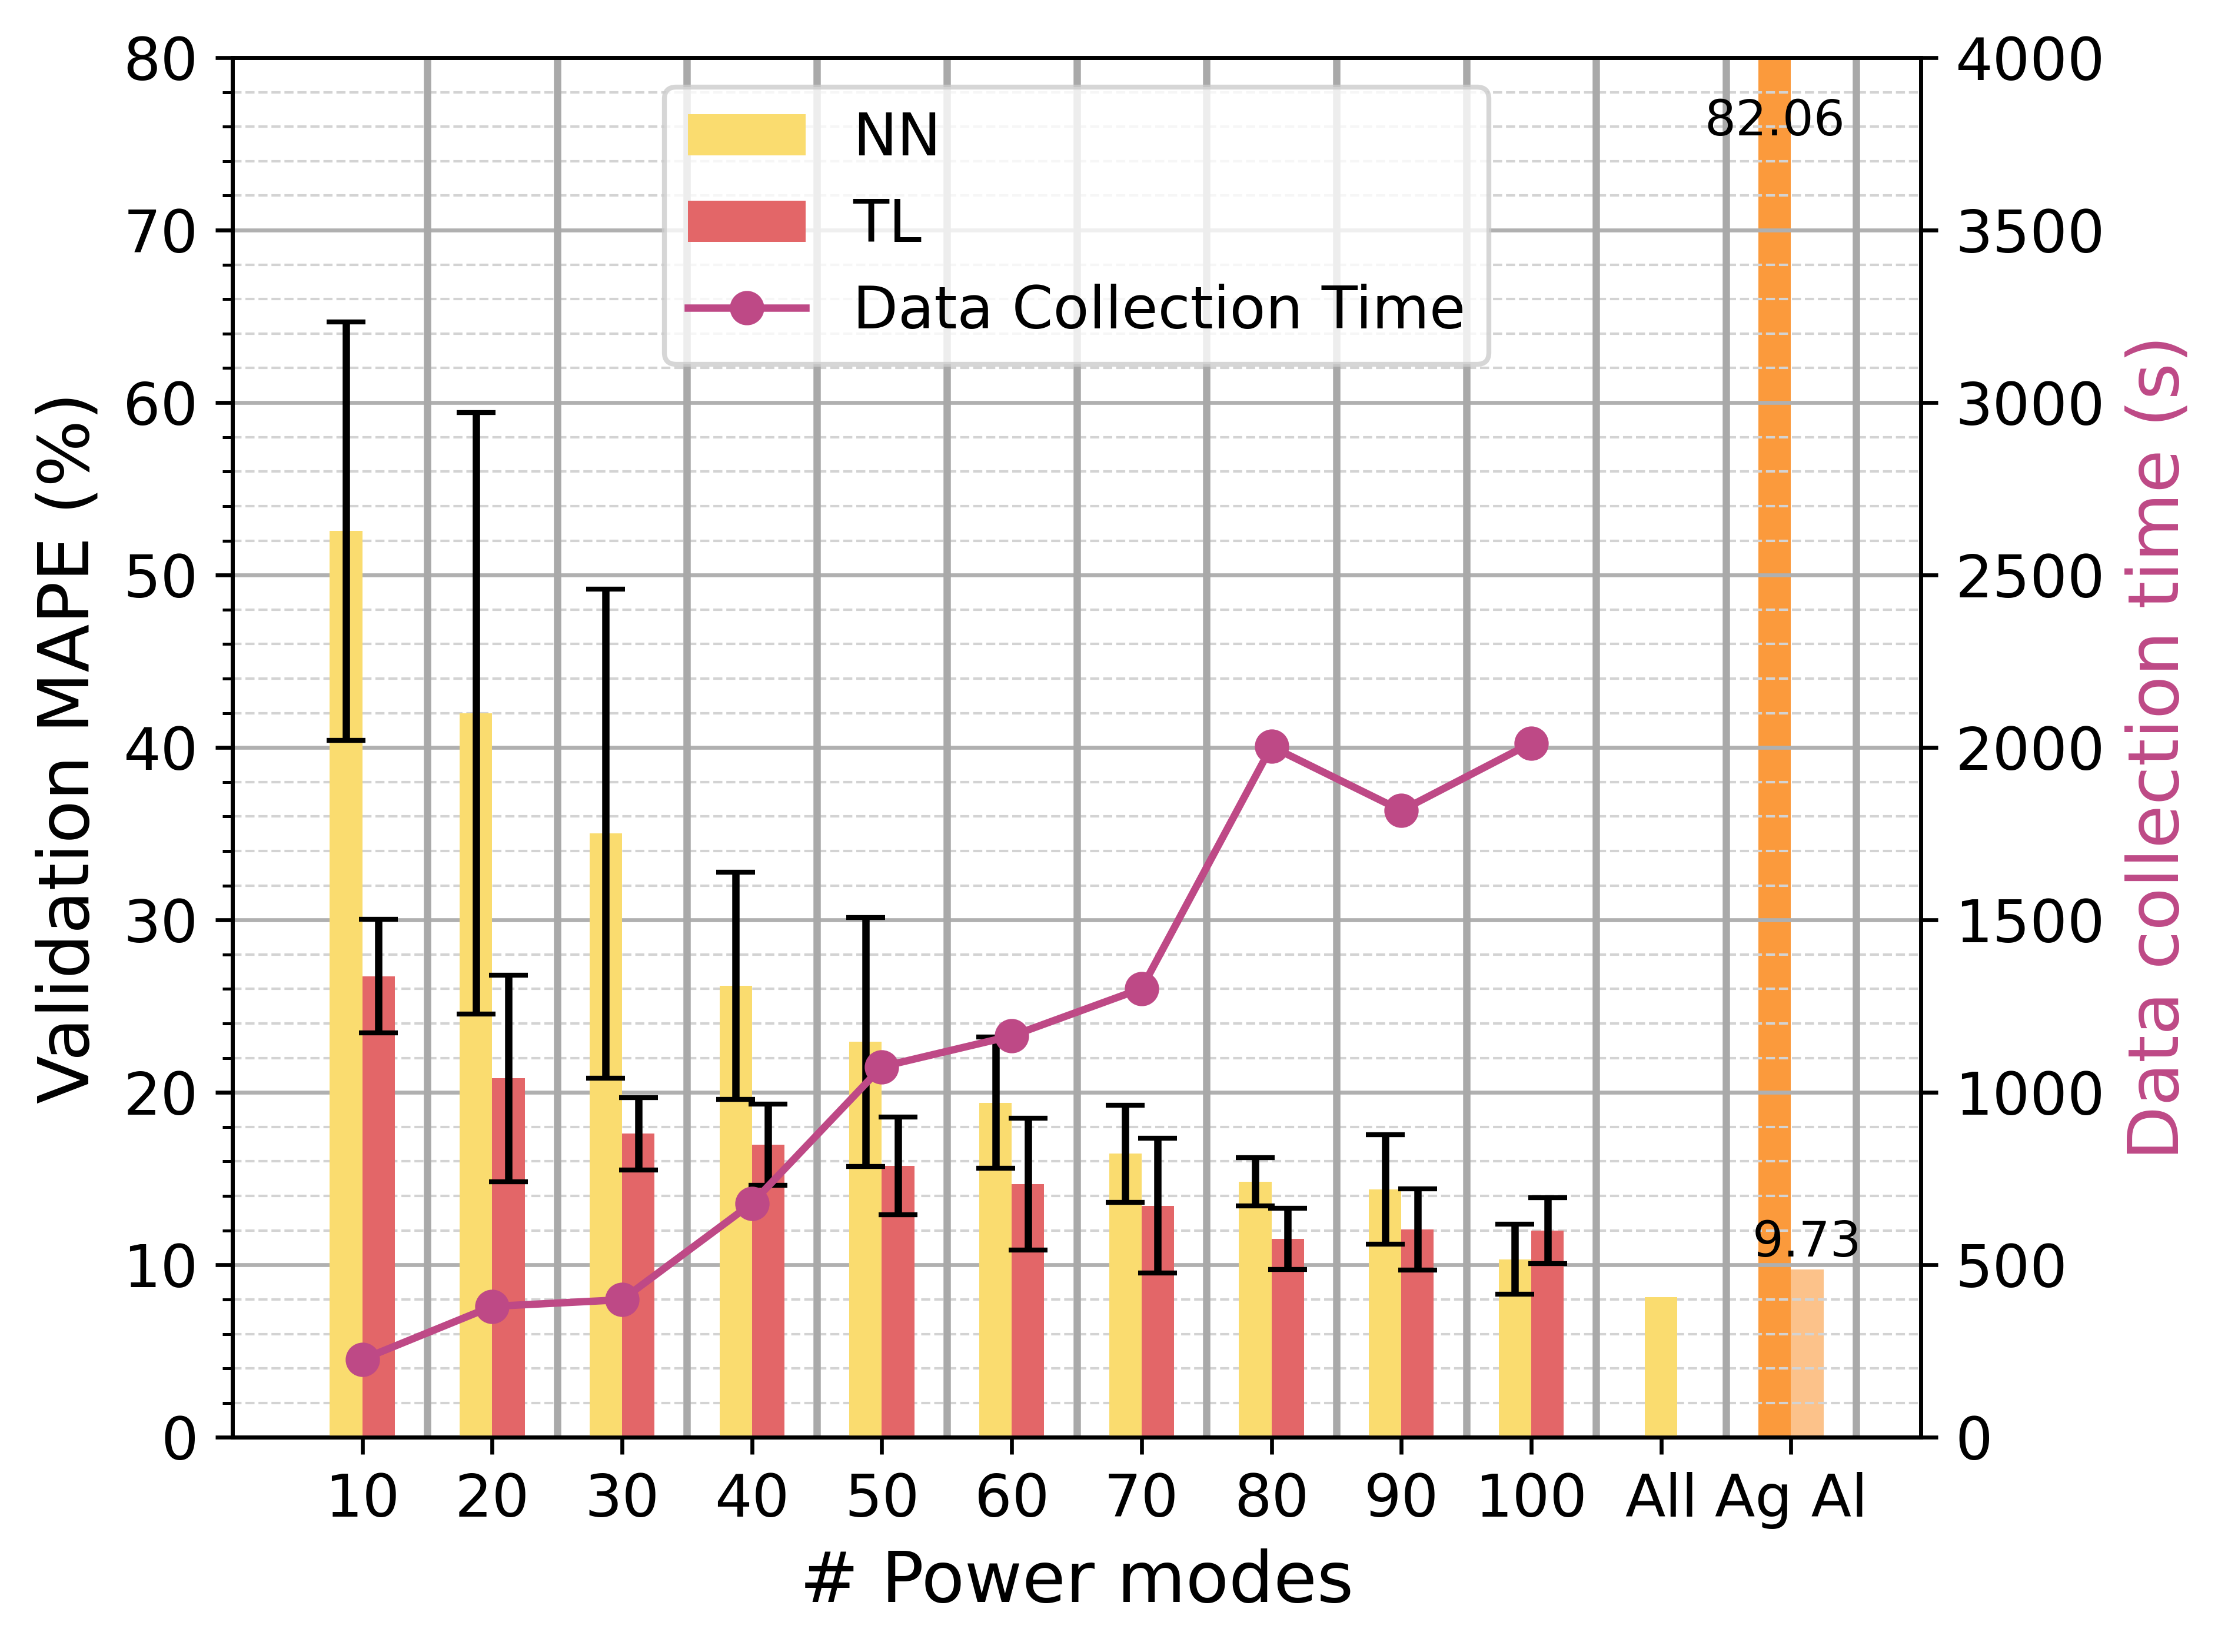 Validation MAPE (%)
80
70
60
50
40
30
20
10
0
NN
TL
Data Collection Time
82.06
9.73
4000
3500
3000
2500
2000
1500
1000
500
0
Data collection time (s)
10 20 30 40 50 60 70 80 90 100 All Ag Al
# Power modes